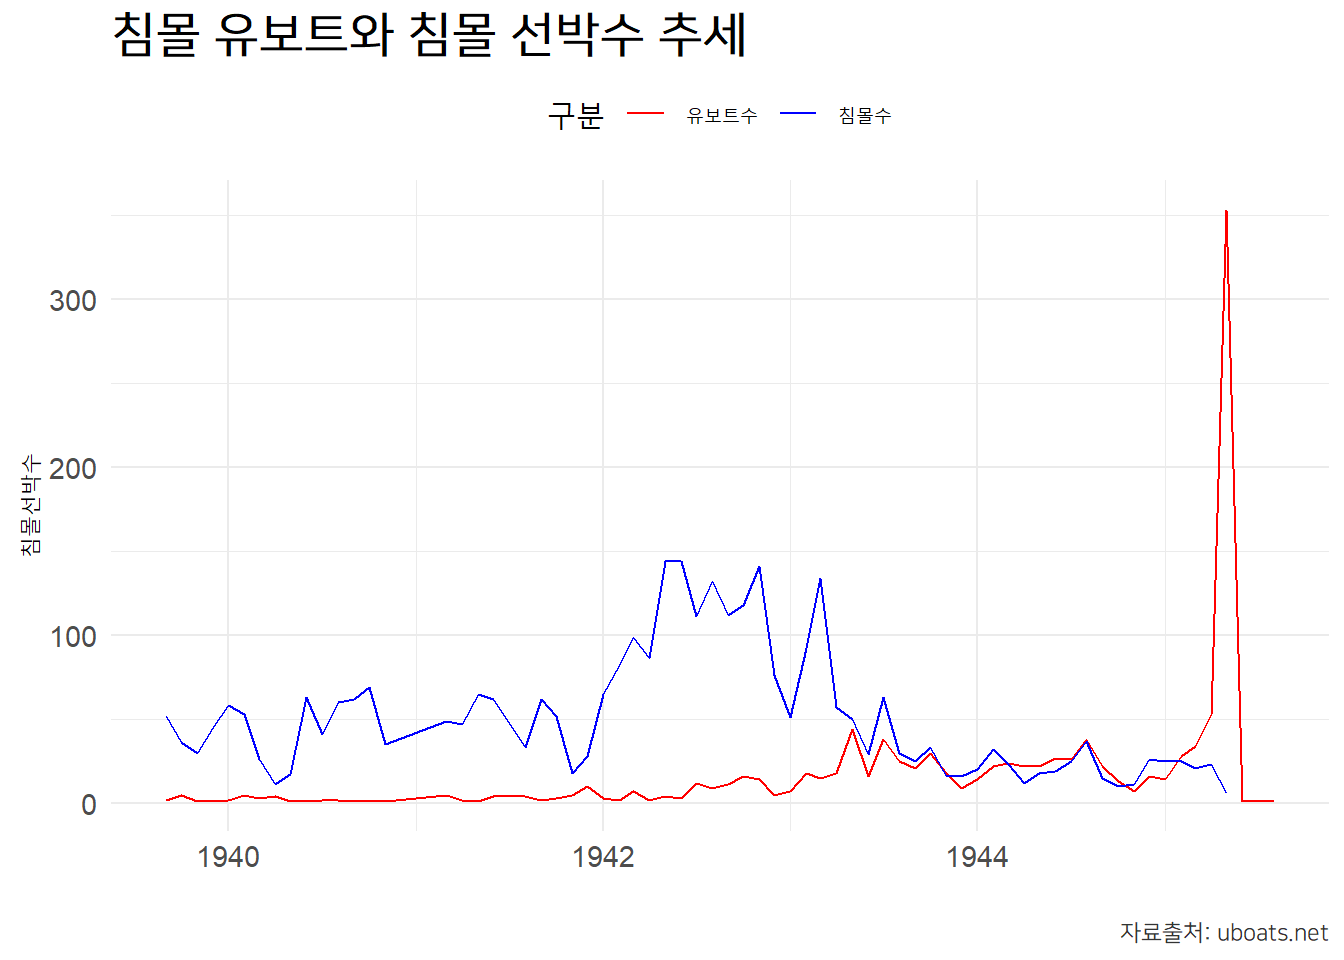 침몰 유보트와 침몰 선박수 추세
구분 유보트수 침몰수
침몰선박수
300
200
100
0
1940 1942 1944
자료출처: uboats.net